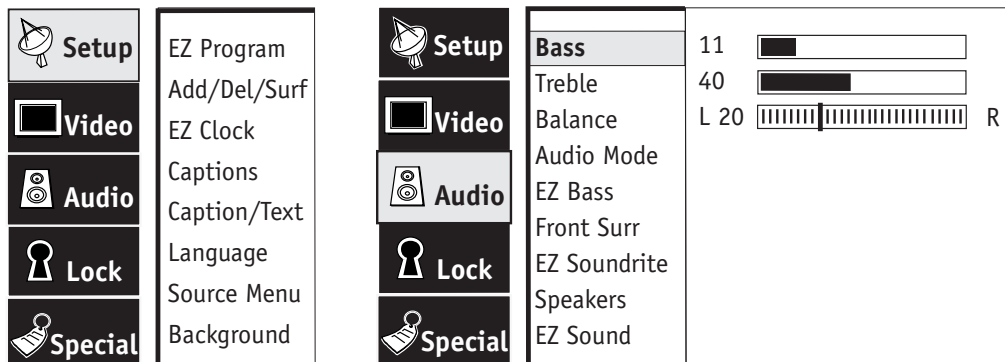 Setup
Video
Audio
Lock
Special
EZ Program
Add/Del/Surf
EZ Clock
Captions
Caption/Text
Language
Source Menu
Background
Setup
Video
Audio
Lock
Special
Bass 11
Treble 40
Balance L 20 R
Audio Mode
EZ Bass
Front Surr
EZ Soundrite
Speakers
EZ Sound